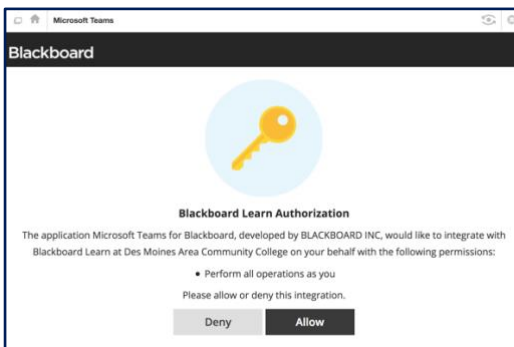 Microsoft Teams
Blackboard
Blackboard Learn Authorization
The application Microsoft Teams for Blackboard, developed by BLACKBOARD INC, would like to integrate with
Blackboard Learn at Des Moines Area Community College on your behalf with the following permissions:
• Perform all operations as you
Please allow or deny this integration.
Deny Allow